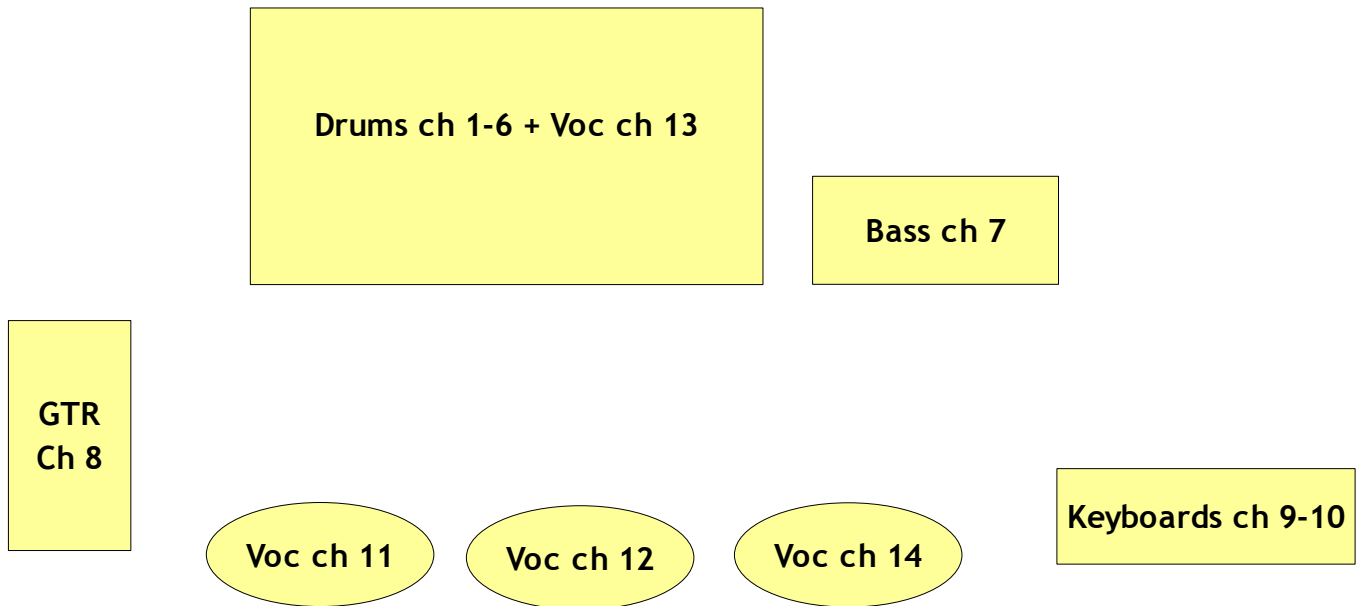 Drums ch 1-6 + Voc ch 13
Bass ch 7
GTR
Ch 8
Voc ch 11
Voc ch 12
Voc ch 14
Keyboards ch 9-10